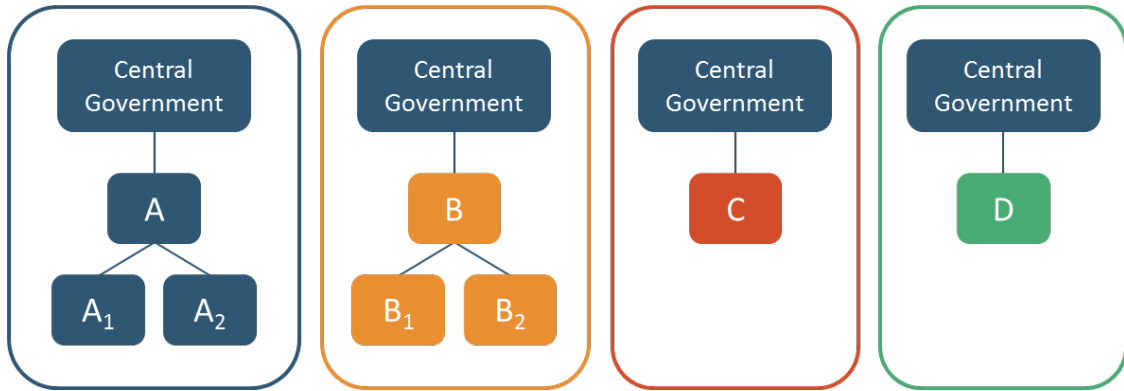 Central
Government
A
A₁
A₂
Central
Government
B
B₁
B₂
Central
Government
C
Central
Government
D